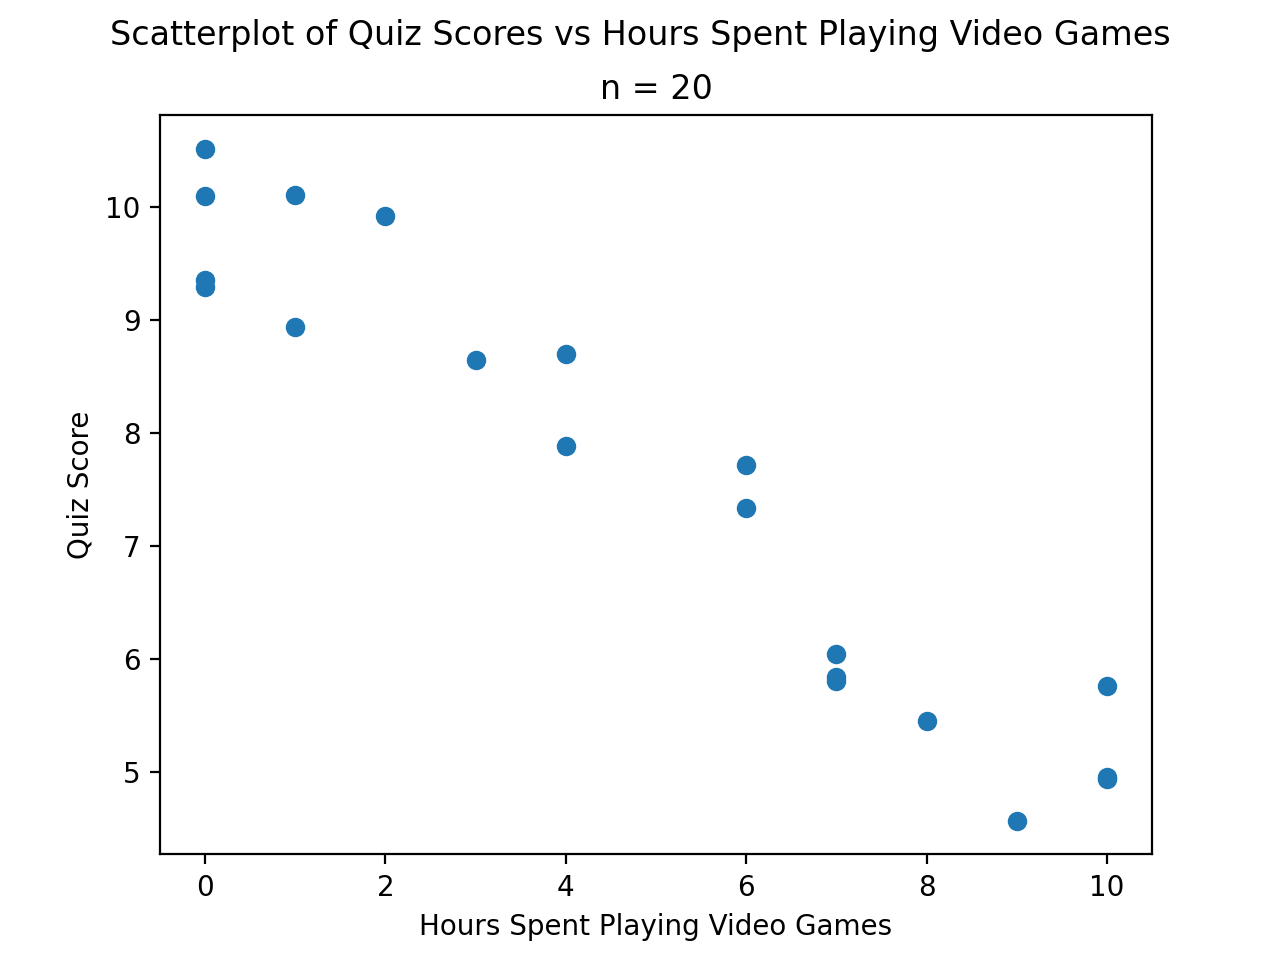 Scatterplot of Quiz Scores vs Hours Spent Playing Video Games
n = 20
10
9
8
7
6
5
Quiz Score
0 2 4 6 8 10
Hours Spent Playing Video Games